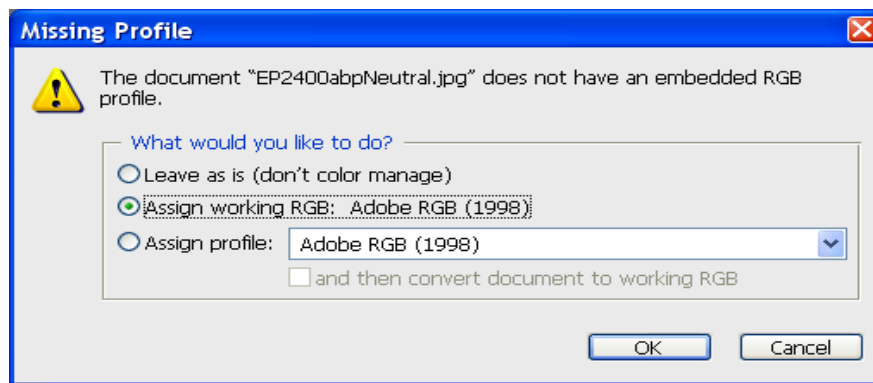 Missing Profile
The document "EP2400abpNeutral.jpg" does not have an embedded RGB
profile.
What would you like to do?
Leave as is (don't color manage)
Assign working RGB: Adobe RGB (1998)
Assign profile: Adobe RGB (1998)
and then convert document to working RGB
OK Cancel